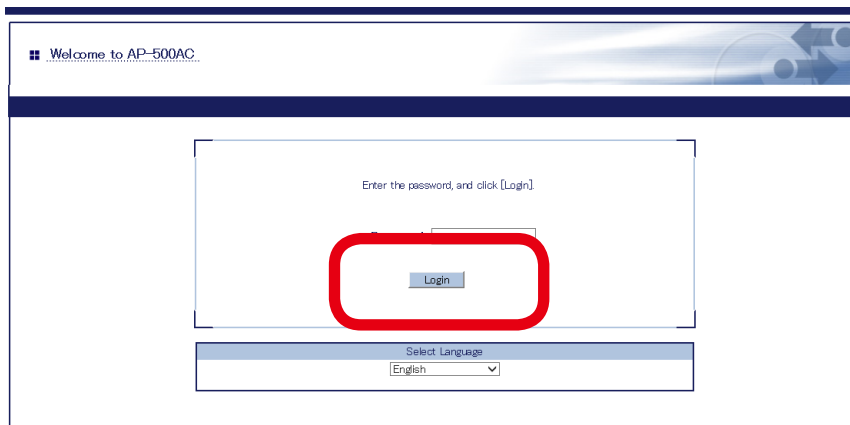 Welcome to AP-500AC
Enter the password, and click [Login].
Login
Select Language
English